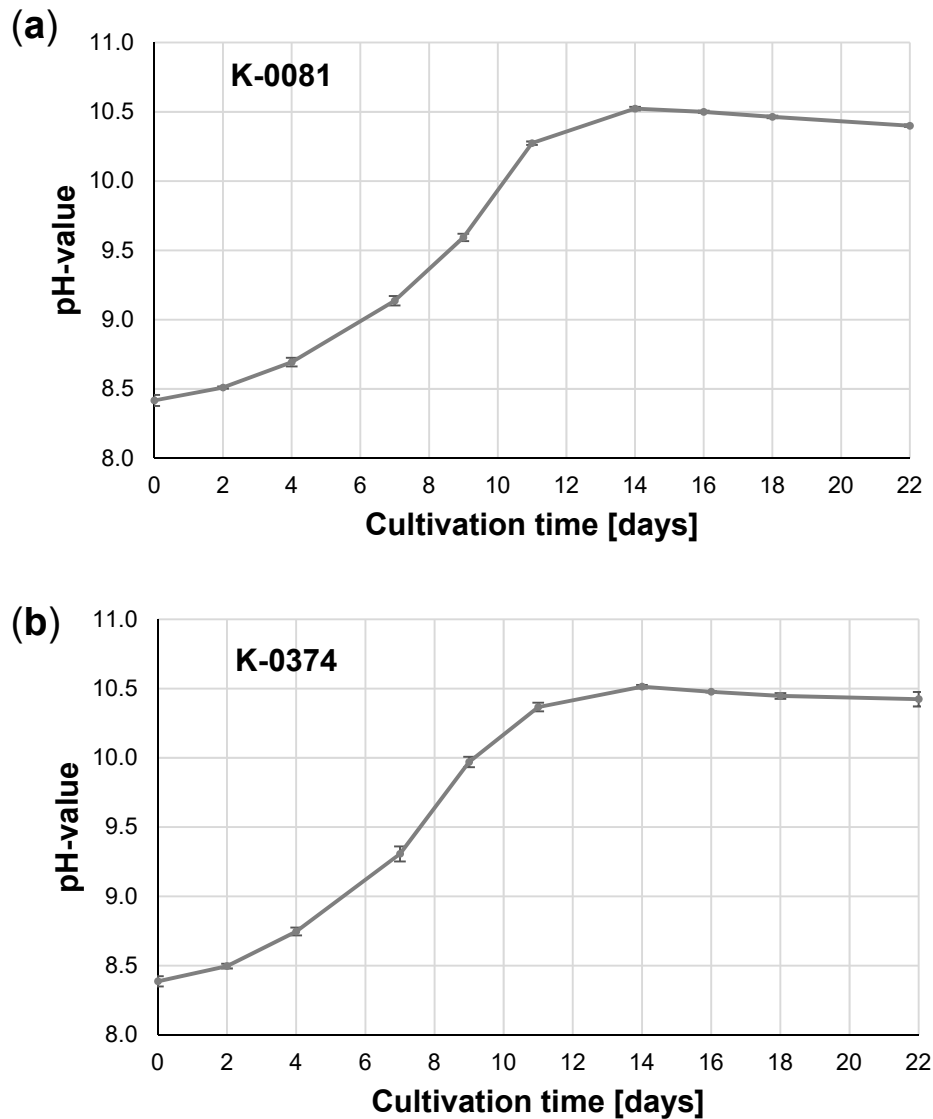 (a)
K-0081
pH-value
11.0
10.5
10.0
9.5
9.0
8.5
8.0
0 2 4 6 8 10 12 14 16 18 20 22
Cultivation time [days]
(b)
K-0374
pH-value
11.0
10.5
10.0
9.5
9.0
8.5
8.0
0 2 4 6 8 10 12 14 16 18 20 22
Cultivation time [days]